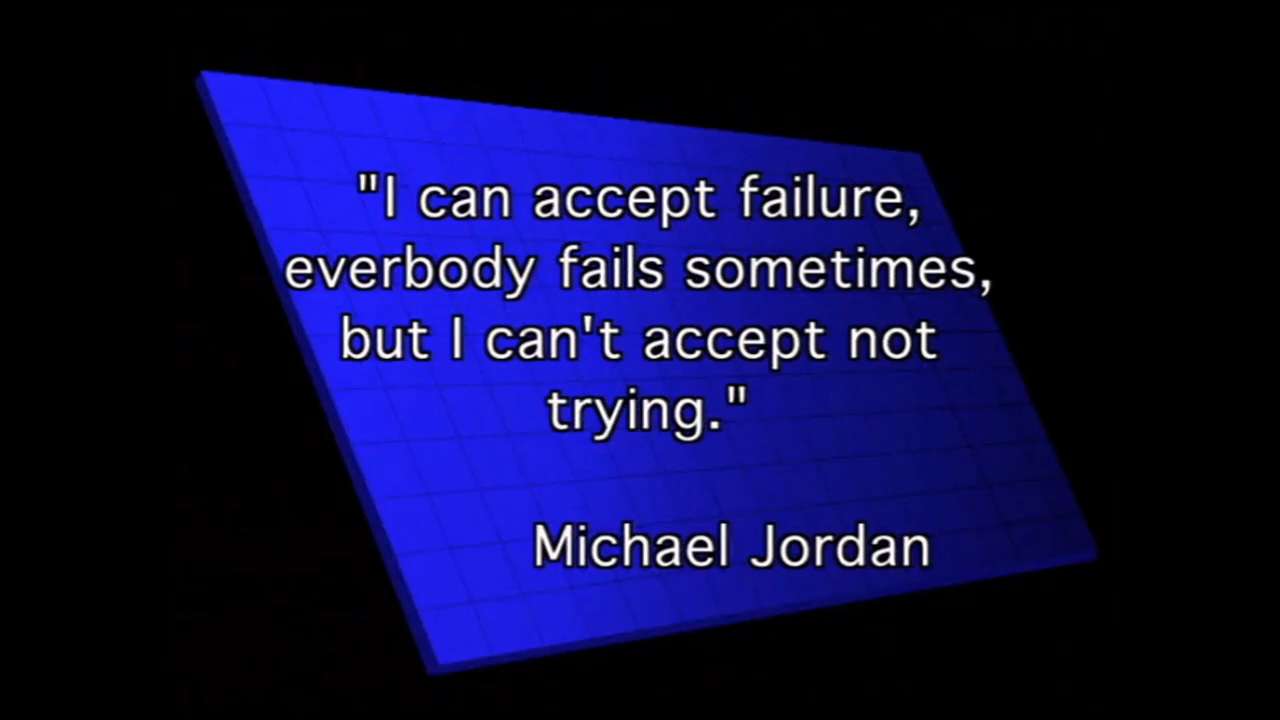 "I can accept failure,
everbody fails sometimes,
but I can't accept not
trying."
Michael Jordan